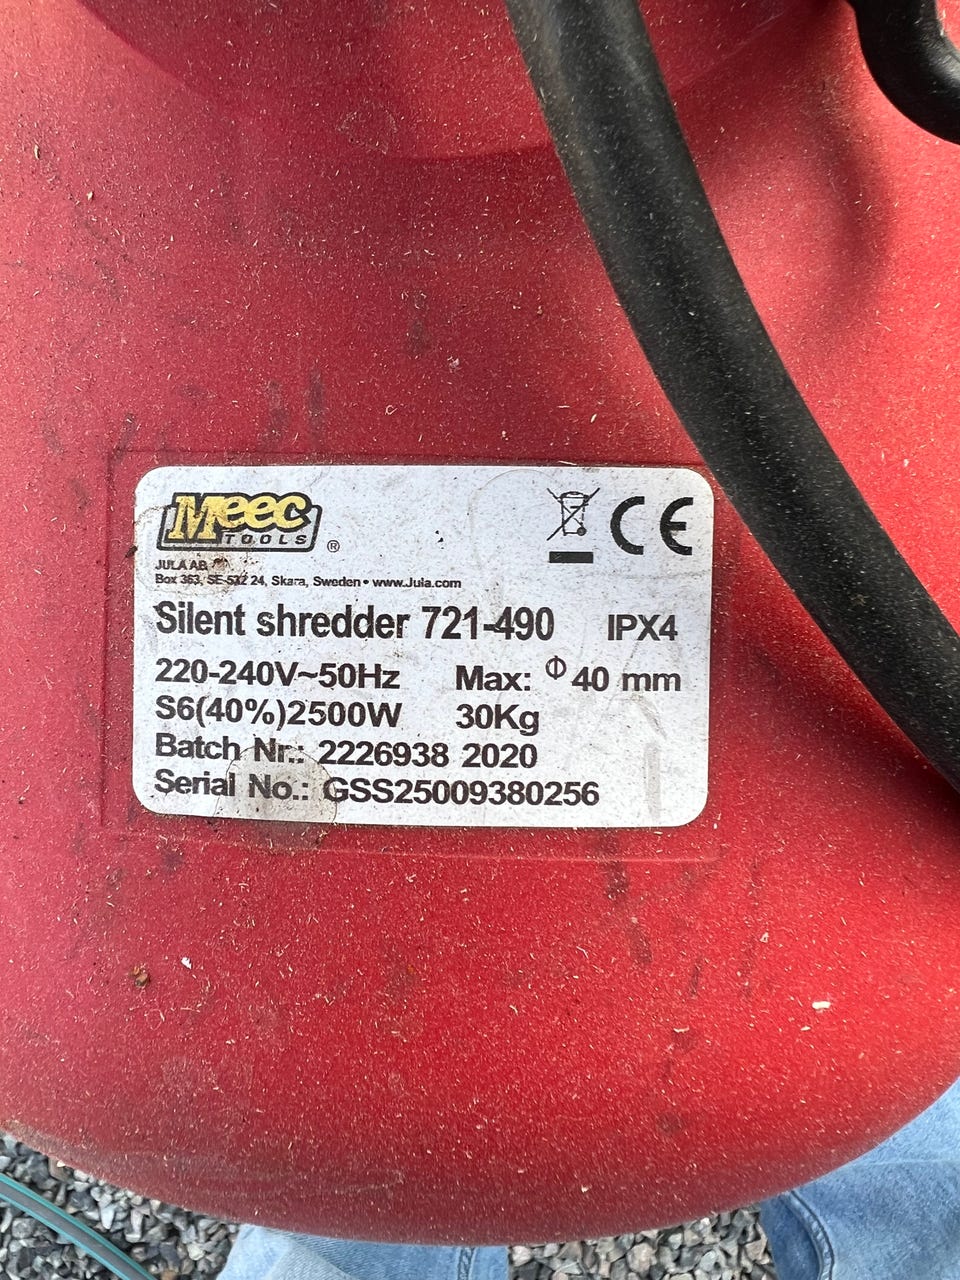 Meec
TOOLS ®
CE
JULA AB
Box 363, SE-532 24, Skara, Sweden • www.Jula.com
Silent shredder 721-490 IPX4
220-240V~50Hz Max: Φ 40 mm
S6(40%)2500W 30Kg
Batch Nr.: 2226938 2020
Serial No.: GSS25009380256